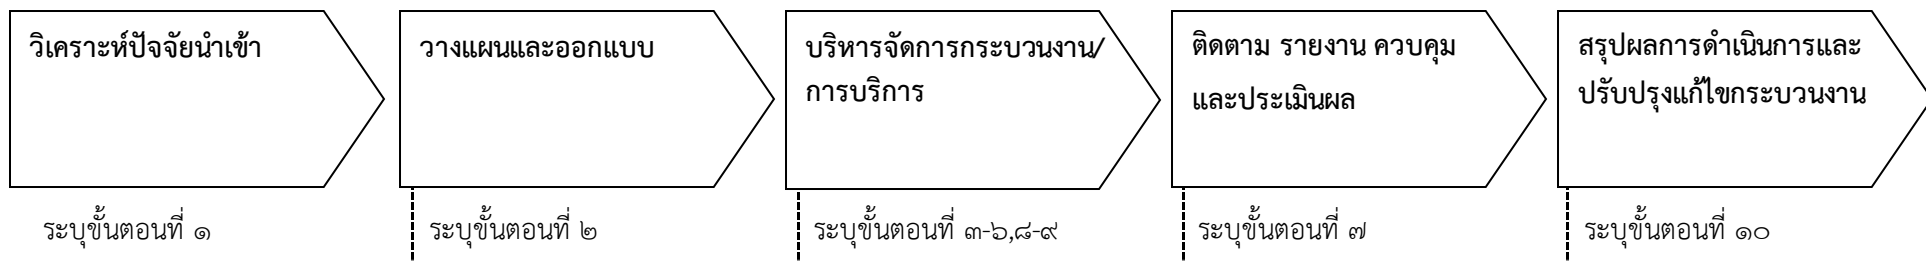 วิเคราะห์ปัจจัยนำเข้า
ระบุขั้นตอนที่ ๑
วางแผนและออกแบบ
ระบุขั้นตอนที่ ๒
บริหารจัดการกระบวนงาน/
การบริการ
ระบุขั้นตอนที่ ๓-๖,๘-๙
ติดตาม รายงาน ควบคุม
และประเมินผล
ระบุขั้นตอนที่ ๗
สรุปผลการดำเนินการและ
ปรับปรุงแก้ไขกระบวนงาน
ระบุขั้นตอนที่ ๑๐